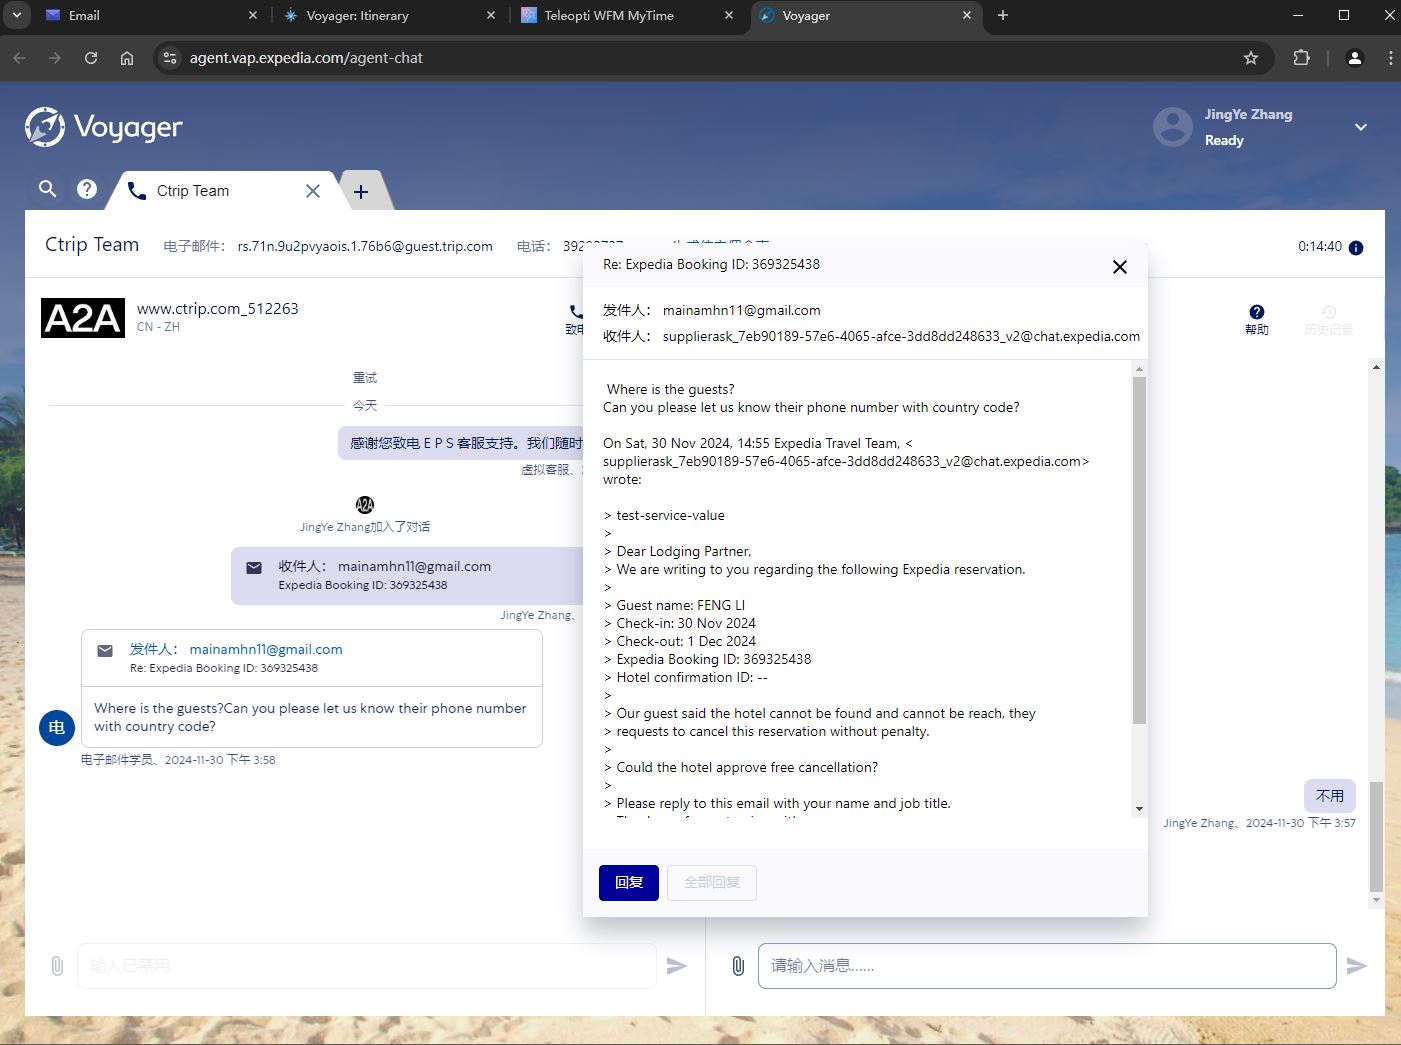 Email
Voyager: Itinerary
Teleopti WFM MyTime
Voyager
agent.vap.expedia.com/agent-chat
Voyager
JingYe Zhang
Ready
Ctrip Team
Ctrip Team
电子邮件： rs.71n.9u2pvyaois.1.76b6@guest.trip.com
电话：
0:14:40
A2A
www.ctrip.com_512263
CN - ZH
帮助
历史记录
重试
今天
感谢您致电 E P S 客服支持。我们随时
虚拟客服、
A2A
JingYe Zhang加入了对话
收件人： mainamhn11@gmail.com
Expedia Booking ID: 369325438
JingYe Zhang、
发件人： mainamhn11@gmail.com
Re: Expedia Booking ID: 369325438
Where is the guests?Can you please let us know their phone number
with country code?
电
电子邮件学员、2024-11-30 下午 3:58
输入已禁用
Re: Expedia Booking ID: 369325438
发件人： mainamhn11@gmail.com
收件人： supplierask_7eb90189-57e6-4065-afce-3dd8dd248633_v2@chat.expedia.com
Where is the guests?
Can you please let us know their phone number with country code?
On Sat, 30 Nov 2024, 14:55 Expedia Travel Team, <
supplierask_7eb90189-57e6-4065-afce-3dd8dd248633_v2@chat.expedia.com>
wrote:
> test-service-value
>
> Dear Lodging Partner,
> We are writing to you regarding the following Expedia reservation.
>
> Guest name: FENG LI
> Check-in: 30 Nov 2024
> Check-out: 1 Dec 2024
> Expedia Booking ID: 369325438
> Hotel confirmation ID: --
>
> Our guest said the hotel cannot be found and cannot be reach, they
> requests to cancel this reservation without penalty.
>
> Could the hotel approve free cancellation?
>
> Please reply to this email with your name and job title.
回复
全部回复
不用
JingYe Zhang、2024-11-30 下午 3:57
请输入消息......